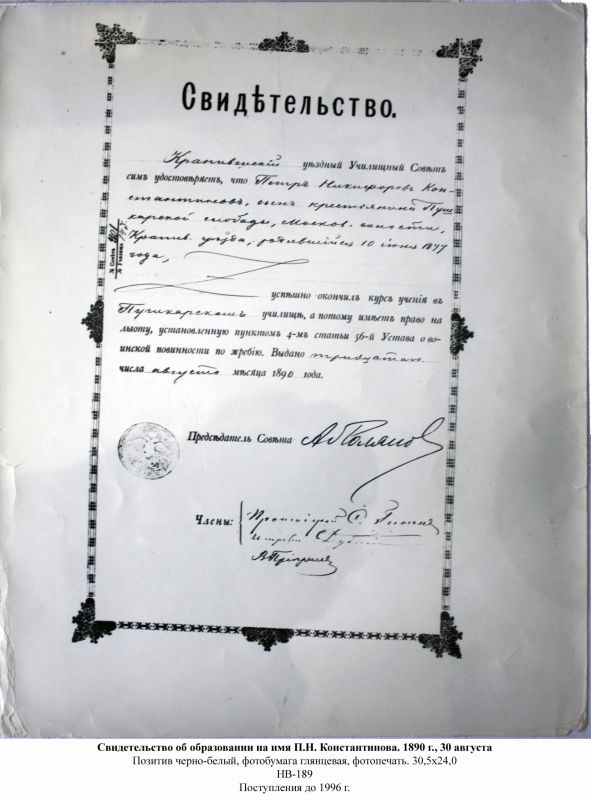 Свидѣтельство.
Крапивенскій уѣздный Училищный Совѣтъ
симъ удостовѣряетъ, что Петръ Никифоровъ Кон-
стантиновъ, сынъ крестьянина Пуш-
карской слободы, Москов. волости,
Крапив. уѣзда, родившійся 10 іюня 1877
года,
успѣшно окончилъ курсъ ученія въ
Пушкарскомъ училищѣ, а потому имѣетъ право на
льготу, установленную пунктомъ 4-мъ статьи 56-й Устава о во-
инской повинности по жребію. Выдано тридцатаго
числа августа мѣсяца 1890 года.
Предсѣдатель Совѣта
Члены:
Свидетельство об образовании на имя П.Н. Константинова. 1890 г., 30 августа
Позитив черно-белый, фотобумага глянцевая, фотопечать. 30,5х24,0
НВ-189
Поступления до 1996 г.